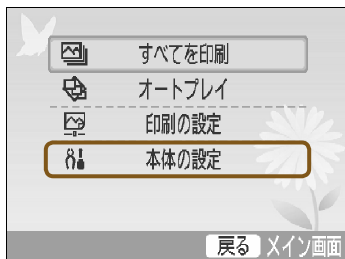 すべてを印刷
オートプレイ
印刷の設定
本体の設定
戻る メイン画面